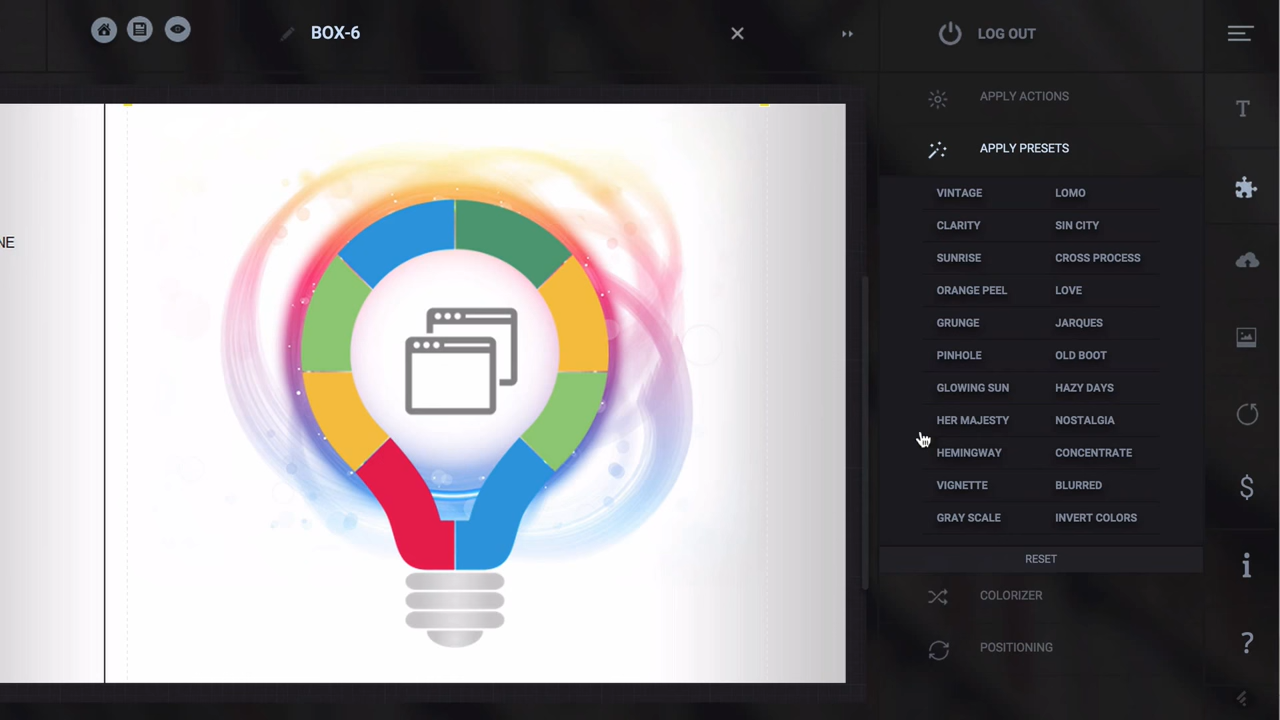 BOX-6
LOG OUT
APPLY ACTIONS
APPLY PRESETS
VINTAGE LOMO
CLARITY SIN CITY
SUNRISE CROSS PROCESS
ORANGE PEEL LOVE
GRUNGE JARQUES
PINHOLE OLD BOOT
GLOWING SUN HAZY DAYS
HER MAJESTY NOSTALGIA
HEMINGWAY CONCENTRATE
VIGNETTE BLURRED
GRAY SCALE INVERT COLORS
RESET
COLORIZER
POSITIONING
NE
T
$
i
?